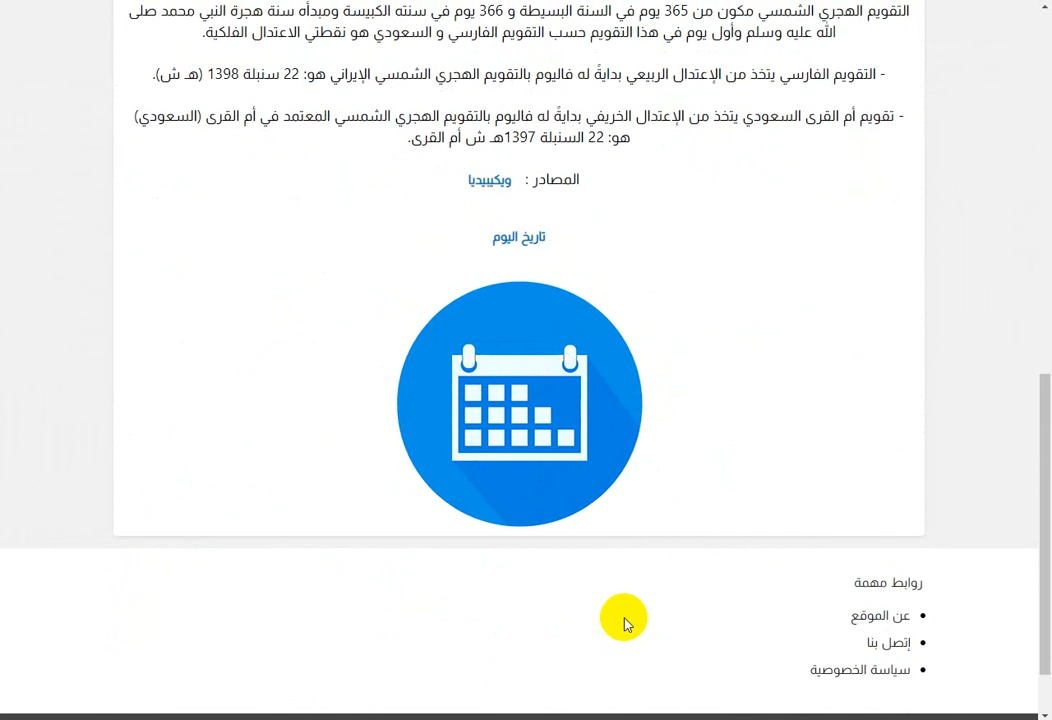 التقويم الهجري الشمسي مكون من 365 يوم في السنة البسيطة و 366 يوم في سنته الكبيسة ومبدأه سنة هجرة النبي محمد صلى
الله عليه وسلم وأول يوم في هذا التقويم حسب التقويم الفارسي و السعودي هو نقطتي الاعتدال الفلكية.
- التقويم الفارسي يتخذ من الإعتدال الربيعي بدايةً له فاليوم بالتقويم الهجري الشمسي الإيراني هو: 22 سنبلة 1398 (هـ ش).
- تقويم أم القرى السعودي يتخذ من الإعتدال الخريفي بدايةً له فاليوم بالتقويم الهجري الشمسي المعتمد في أم القرى (السعودي)
هو: 22 السنبلة 1397هـ ش أم القرى.
المصادر : ويكيبيديا
تاريخ اليوم
روابط مهمة
عن الموقع
إتصل بنا
سياسة الخصوصية